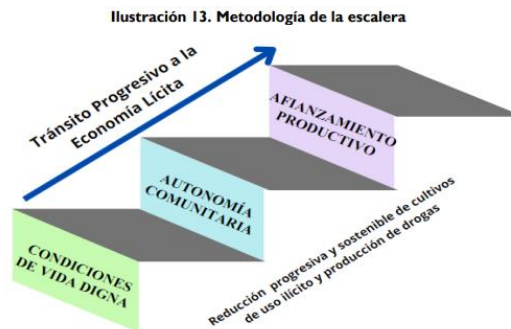 Ilustración 13. Metodología de la escalera
Tránsito Progresivo a la
Economía Lícita
AFIANZAMIENTO
PRODUCTIVO
AUTONOMÍA
COMUNITARIA
CONDICIONES
DE VIDA DIGNA
Reducción progresiva y sostenible de cultivos
de uso ilícito y producción de drogas